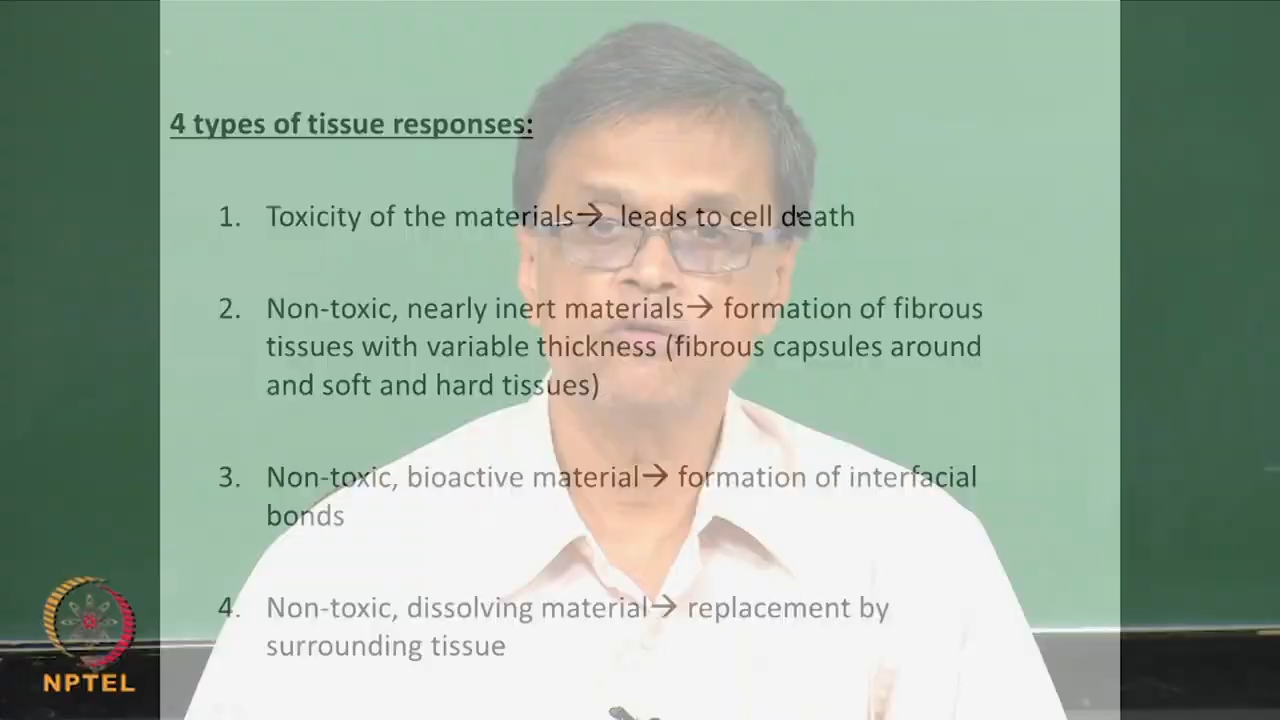 4 types of tissue responses:
1. Toxicity of the materials→ leads to cell death
2. Non-toxic, nearly inert materials→ formation of fibrous
tissues with variable thickness (fibrous capsules around
and soft and hard tissues)
3. Non-toxic, bioactive material→ formation of interfacial
bonds
4. Non-toxic, dissolving material→ replacement by
surrounding tissue
NPTEL